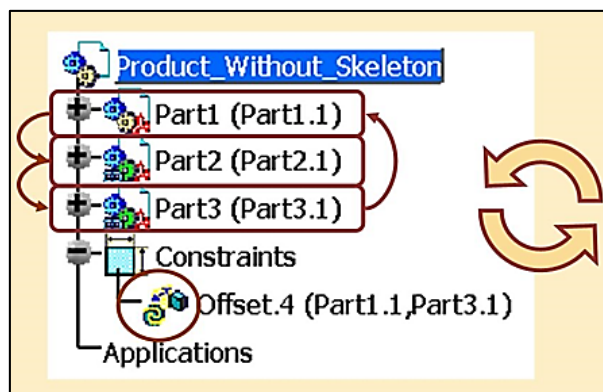 Product_Without_Skeleton
Part1 (Part1.1)
Part2 (Part2.1)
Part3 (Part3.1)
Constraints
Offset.4 (Part1.1,Part3.1)
Applications